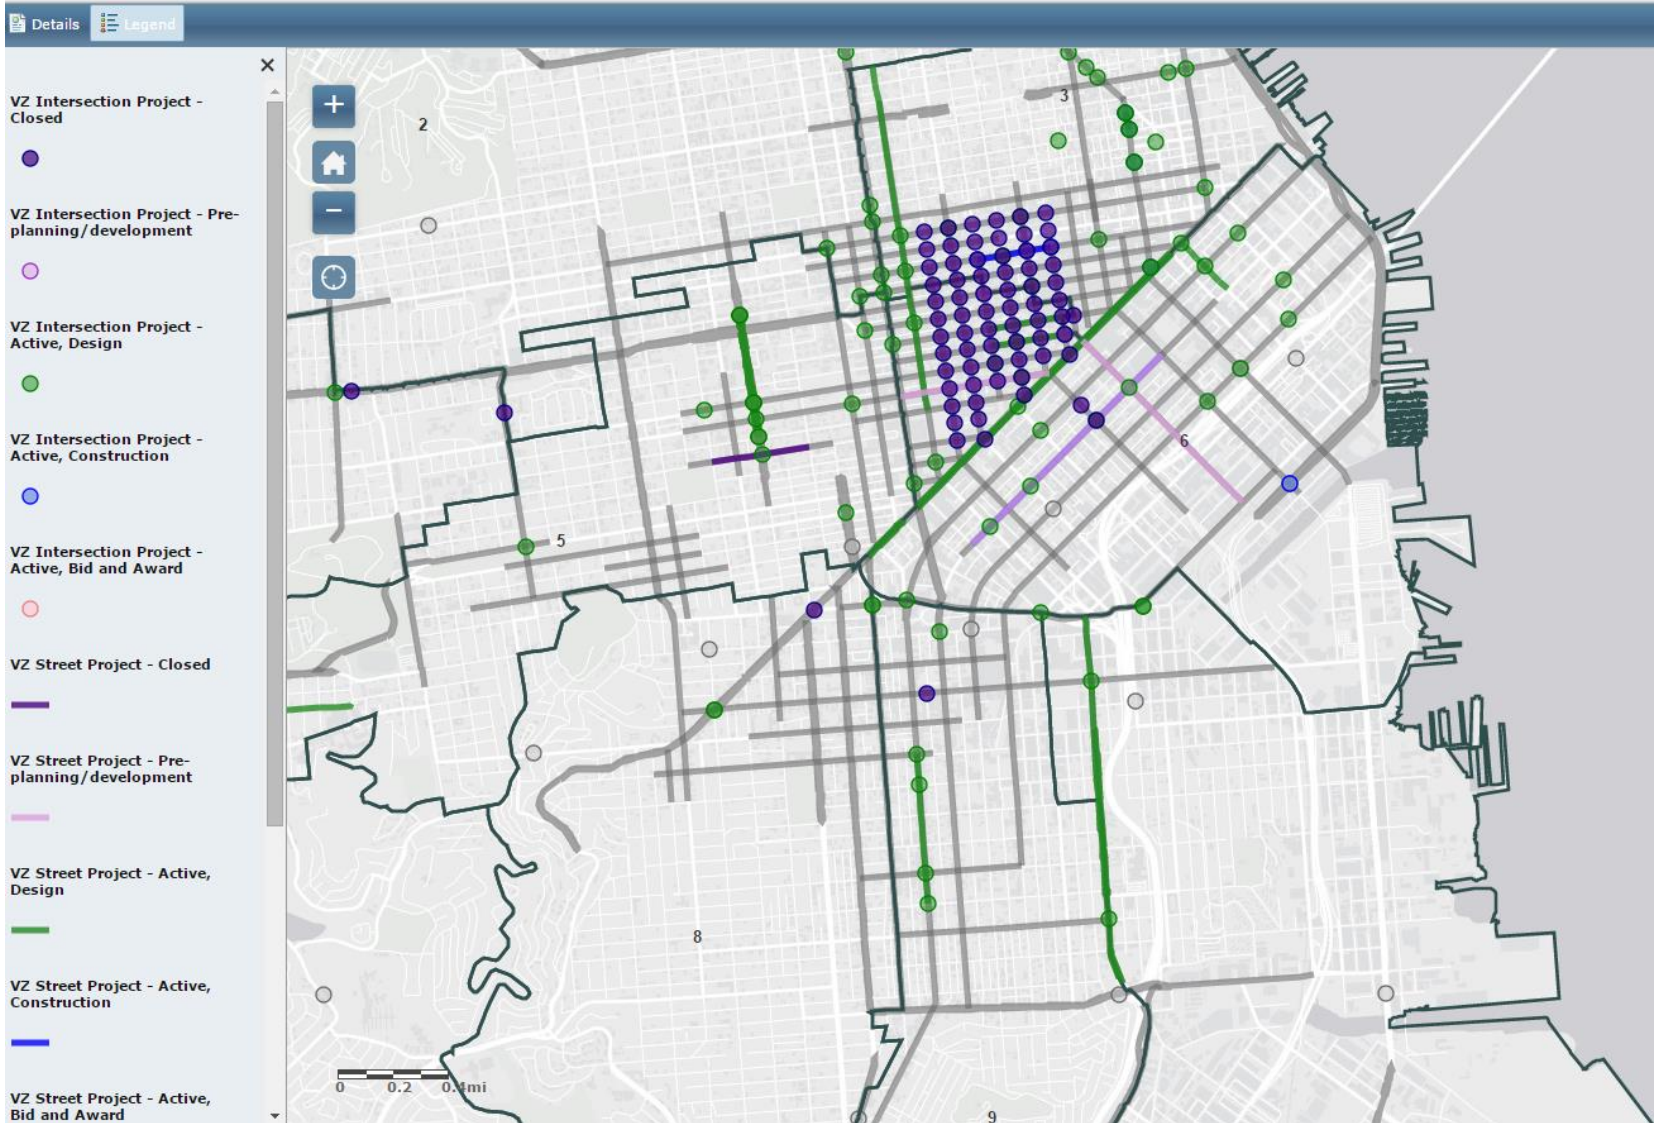 Details
Legend
VZ Intersection Project -
Closed
VZ Intersection Project - Pre-
planning/development
VZ Intersection Project -
Active, Design
VZ Intersection Project -
Active, Construction
VZ Intersection Project -
Active, Bid and Award
VZ Street Project - Closed
VZ Street Project - Pre-
planning/development
VZ Street Project - Active,
Design
VZ Street Project - Active,
Construction
VZ Street Project - Active,
Bid and Award
2
3
6
5
8
9
0 0.2 0.4mi